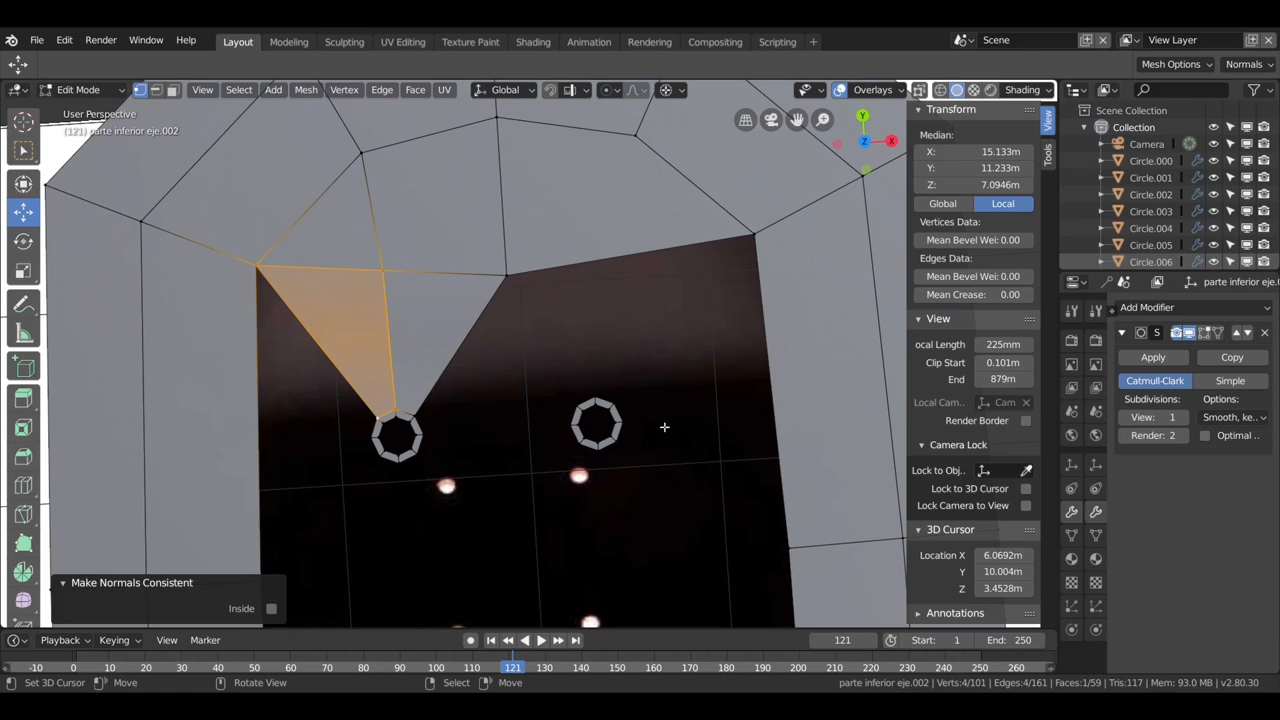 File Edit Render Window Help Layout Modeling Sculpting UV Editing Texture Paint Shading Animation Rendering Compositing Scripting + Scene View Layer
Mesh Options Normals
Edit Mode View Select Add Mesh Vertex Edge Face UV Global Overlays Shading
User Perspective
(121) parte inferior eje.002
Y
X
Z
Transform
Median:
X: 15.133m
Y: 11.233m
Z: 7.0946m
Global Local
Vertices Data:
Mean Bevel Wei: 0.00
Edges Data:
Mean Bevel Wei: 0.00
Mean Crease: 0.00
View
ocal Length 225mm
Clip Start 0.101m
End 879m
Local Cam.. Cam
Render Border
Camera Lock
Lock to Obj..
Lock to 3D Cursor
Lock Camera to View
3D Cursor
Location X 6.0692m
Y 10.004m
Z 3.4528m
Annotations
View
Tools
Scene Collection
Collection
Camera
Circle.000
Circle.001
Circle.002
Circle.003
Circle.004
Circle.005
Circle.006
parte inferior eje.0
Add Modifier
S
Apply Copy
Catmull-Clark Simple
Subdivisions: Options:
View: 1 Smooth, ke..
Render: 2 Optimal ..
Make Normals Consistent
Inside
Playback Keying View Marker 121 Start: 1 End: 250
-10 0 10 20 30 40 50 60 70 80 90 100 110 121 130 140 150 160 170 180 190 200 210 220 230 240 250 260
Set 3D Cursor Move Rotate View Select Move parte inferior eje.002 | Verts:4/101 | Edges:4/161 | Faces:1/59 | Tris:117 | Mem: 93.0 MB | v2.80.30